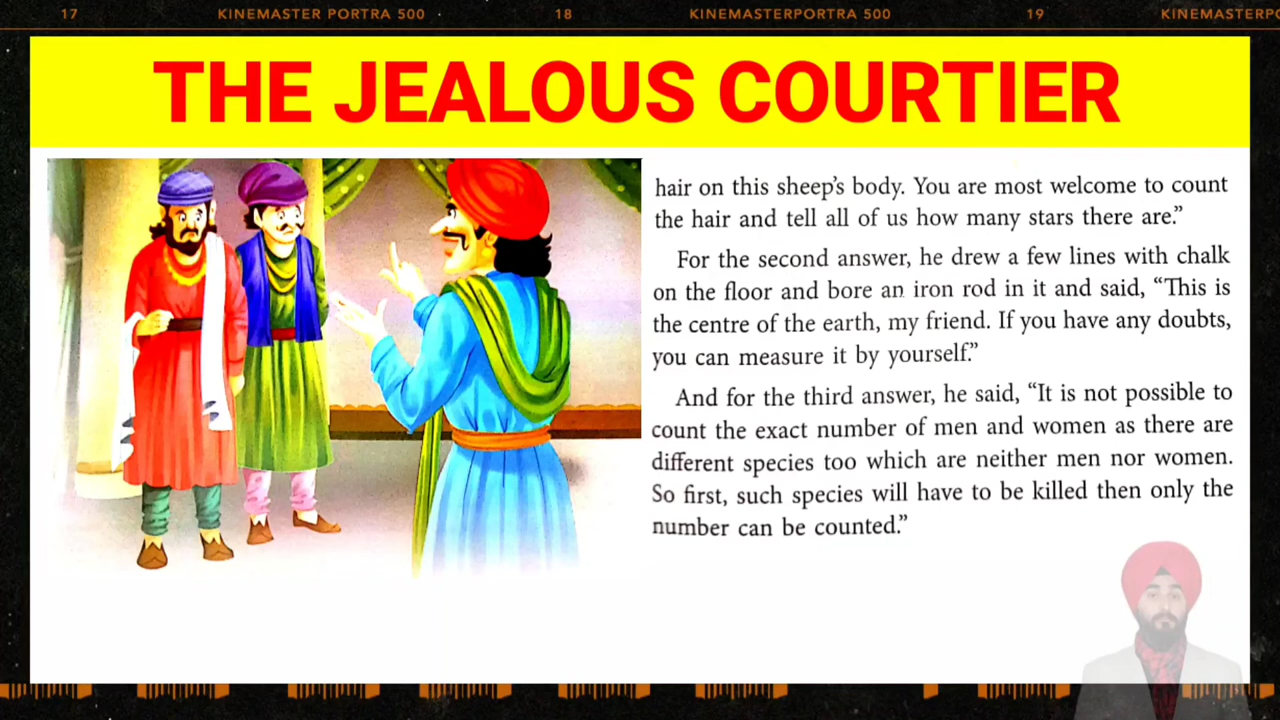 17 KINEMASTER PORTRA 500 18 KINEMASTERPORTRA 500 19 KINEMASTERPO
THE JEALOUS COURTIER
hair on this sheep’s body. You are most welcome to count
the hair and tell all of us how many stars there are.”
For the second answer, he drew a few lines with chalk
on the floor and bore an iron rod in it and said, “This is
the centre of the earth, my friend. If you have any doubts,
you can measure it by yourself.”
And for the third answer, he said, “It is not possible to
count the exact number of men and women as there are
different species too which are neither men nor women.
So first, such species will have to be killed then only the
number can be counted.”